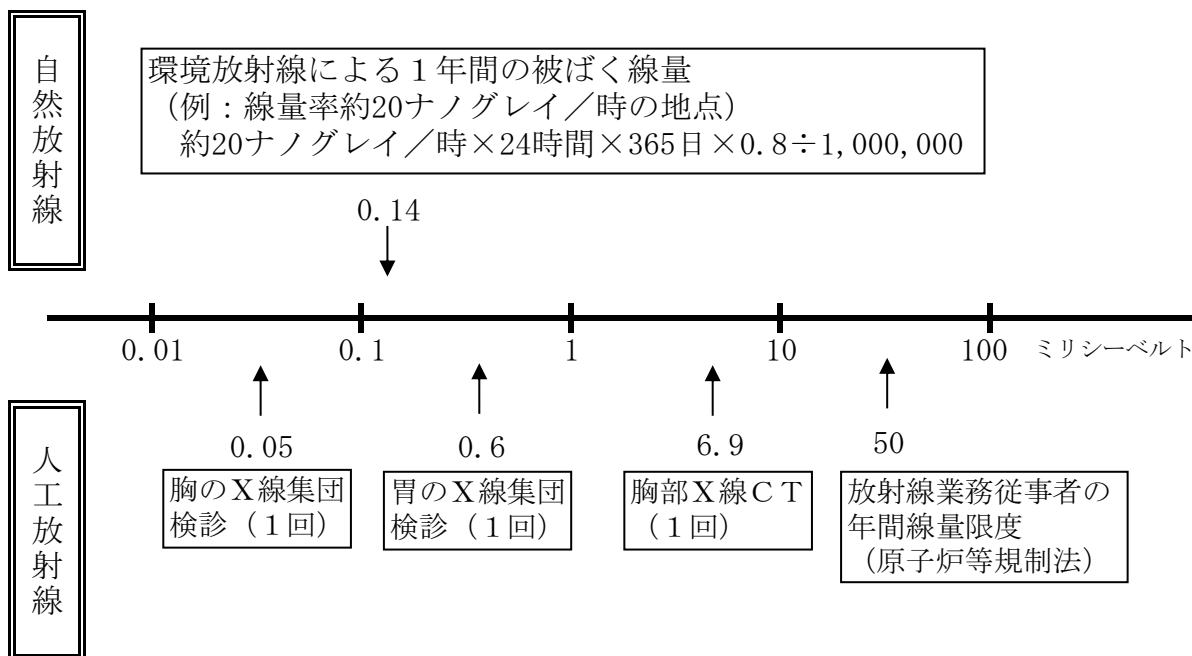 自然放射線
環境放射線による１年間の被ばく線量
（例：線量率約20ナノグレイ／時の地点）
約20ナノグレイ／時×24時間×365日×0.8÷1,000,000
0.14
0.01 0.1 1 10 100 ミリシーベルト
人工放射線
0.05
胸のＸ線集団
検診（１回）
0.6
胃のＸ線集団
検診（１回）
6.9
胸部Ｘ線ＣＴ
（１回）
50
放射線業務従事者の
年間線量限度
（原子炉等規制法）